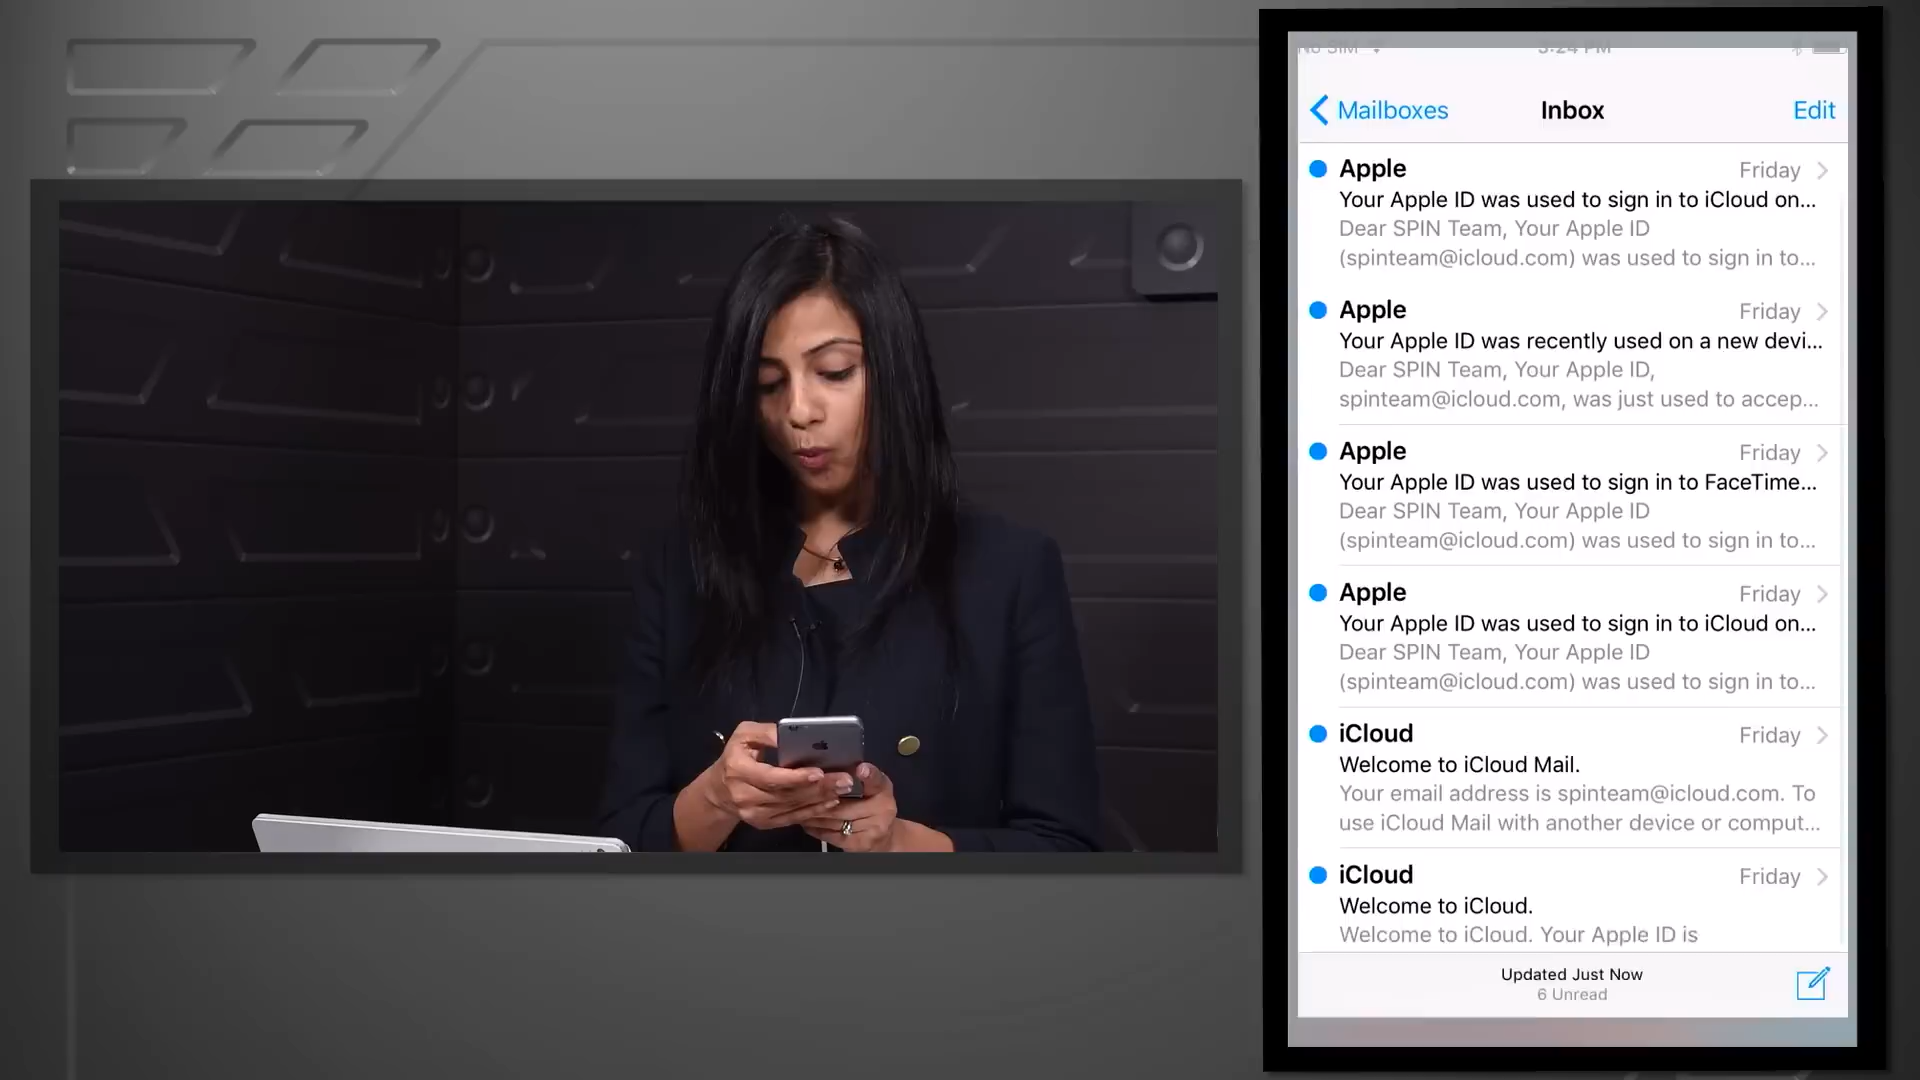 No SIM 3:24 PM
Mailboxes Inbox Edit
Apple Friday
Your Apple ID was used to sign in to iCloud on...
Dear SPIN Team, Your Apple ID
(spinteam@icloud.com) was used to sign in to...
Apple Friday
Your Apple ID was recently used on a new devi...
Dear SPIN Team, Your Apple ID,
spinteam@icloud.com, was just used to accep...
Apple Friday
Your Apple ID was used to sign in to FaceTime...
Dear SPIN Team, Your Apple ID
(spinteam@icloud.com) was used to sign in to...
Apple Friday
Your Apple ID was used to sign in to iCloud on...
Dear SPIN Team, Your Apple ID
(spinteam@icloud.com) was used to sign in to...
iCloud Friday
Welcome to iCloud Mail.
Your email address is spinteam@icloud.com. To
use iCloud Mail with another device or comput...
iCloud Friday
Welcome to iCloud.
Welcome to iCloud. Your Apple ID is
Updated Just Now
6 Unread